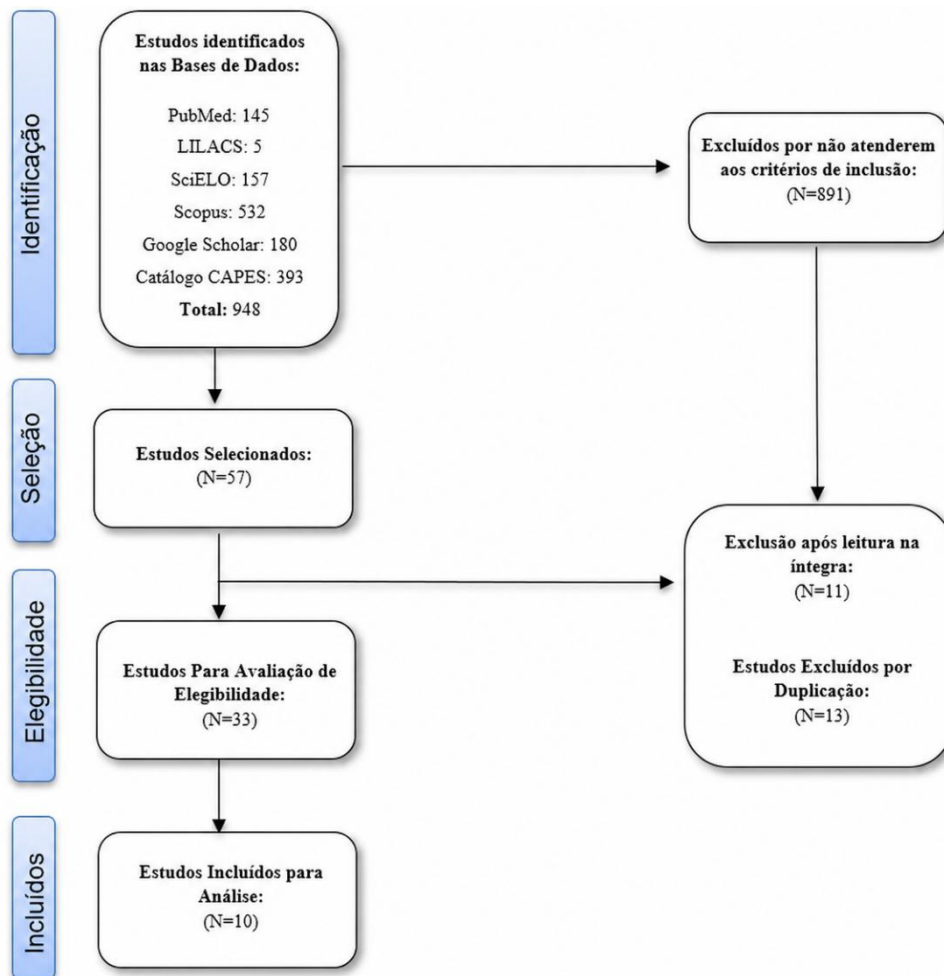 Identificação
Estudos identificados
nas Bases de Dados:
PubMed: 145
LILACS: 5
SciELO: 157
Scopus: 532
Google Scholar: 180
Catálogo CAPES: 393
Total: 948
Excluídos por não atenderem
aos critérios de inclusão:
(N=891)
Seleção
Estudos Selecionados:
(N=57)
Exclusão após leitura na
íntegra:
(N=11)
Estudos Excluídos por
Duplicação:
(N=13)
Elegibilidade
Estudos Para Avaliação de
Elegibilidade:
(N=33)
Incluídos
Estudos Incluídos para
Análise:
(N=10)